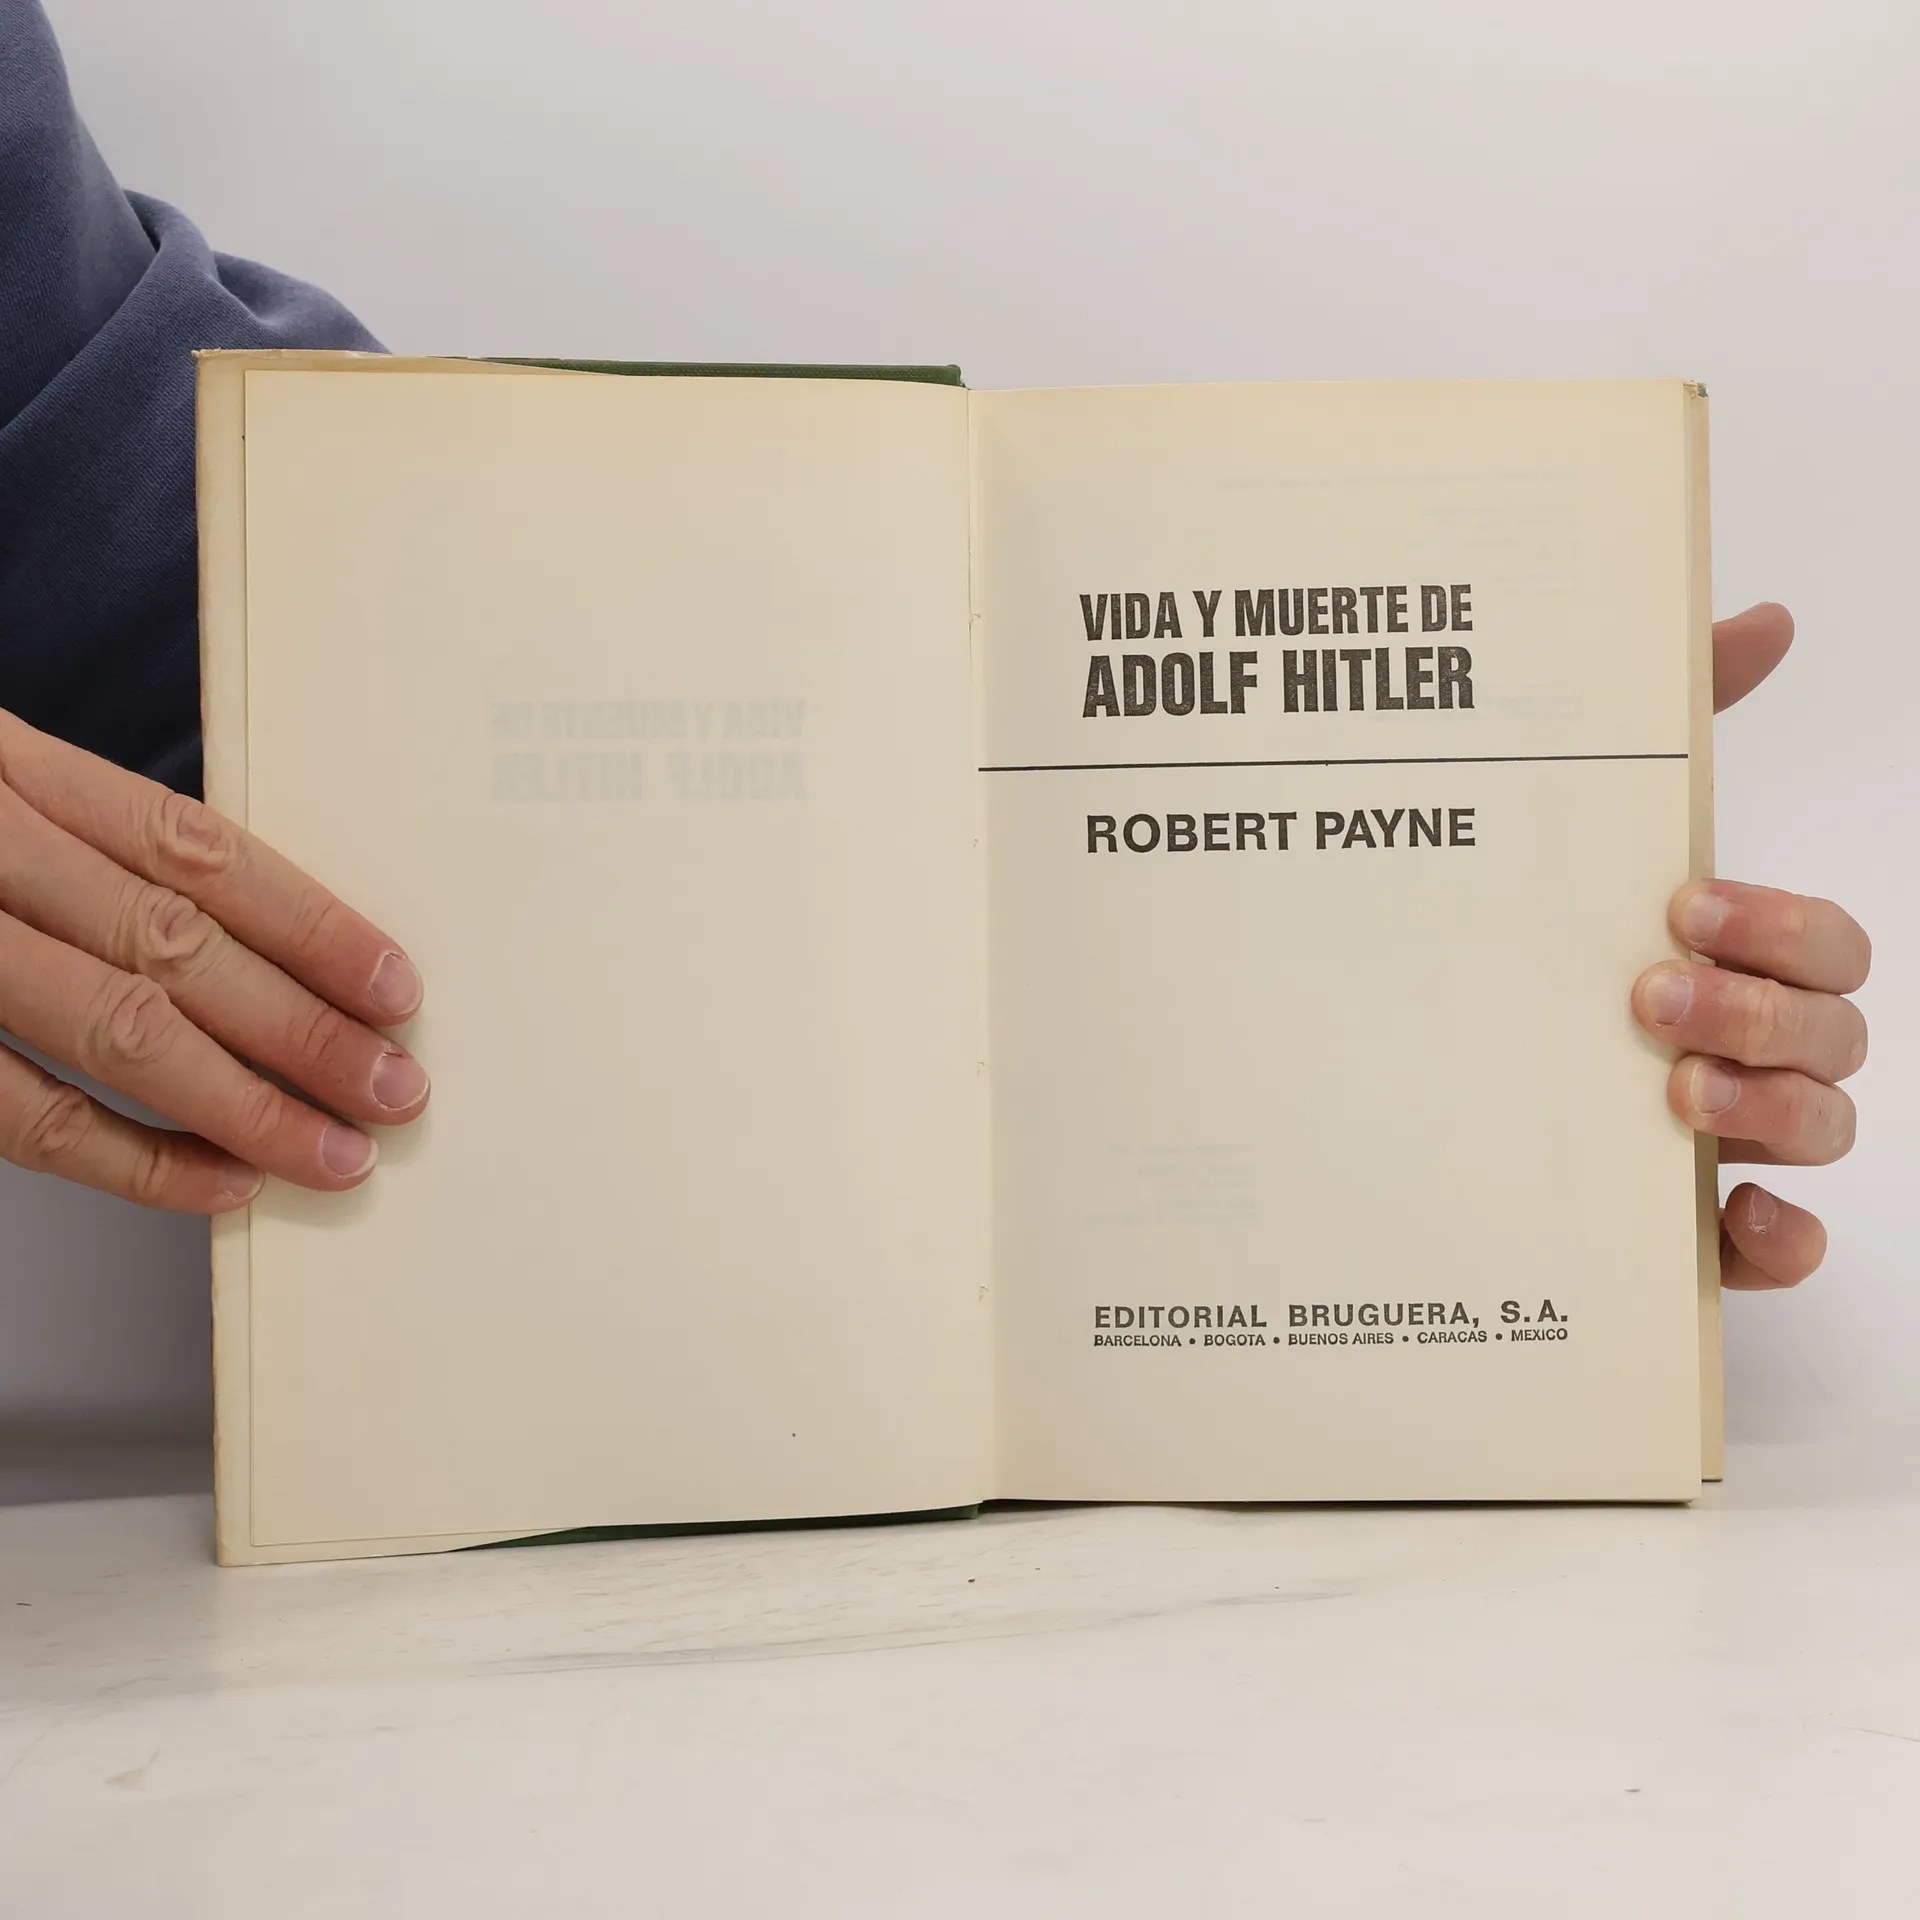 VIDA Y MUERTE DE
ADOLF HITLER
ROBERT PAYNE
EDITORIAL BRUGUERA, S.A.
BARCELONA • BOGOTA • BUENOS AIRES • CARACAS • MEXICO